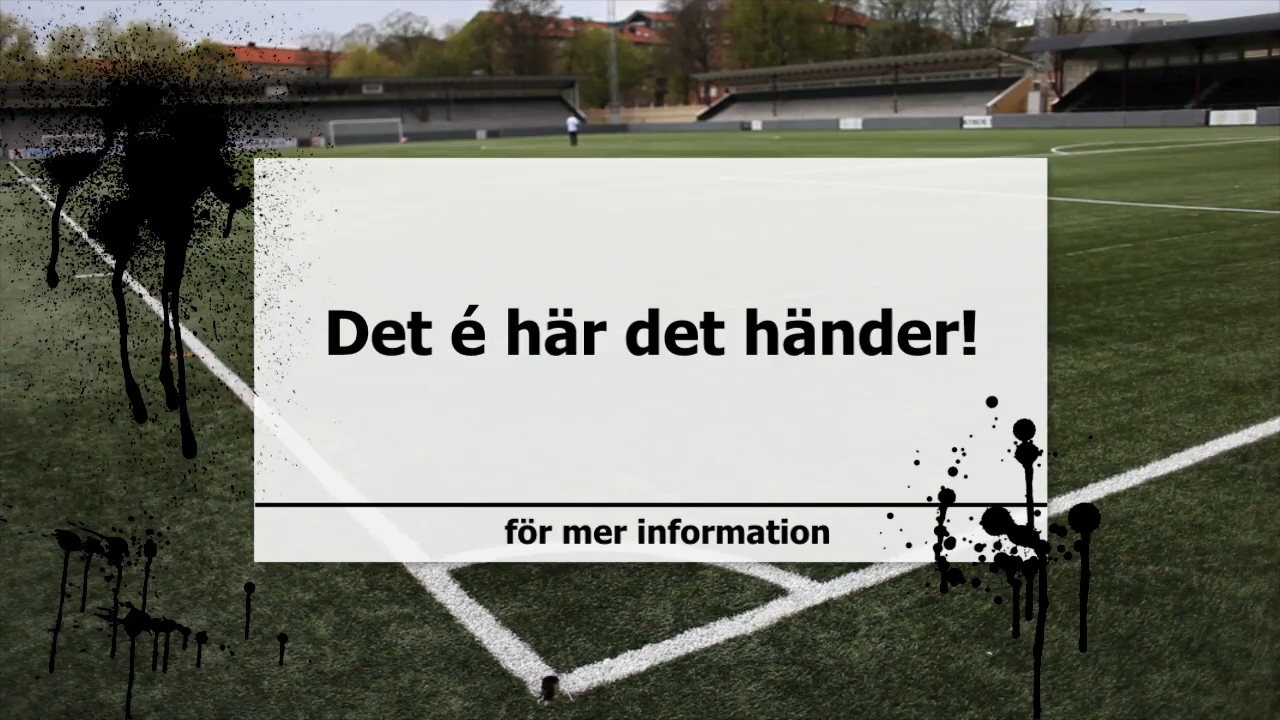 Det é här det händer!
för mer information